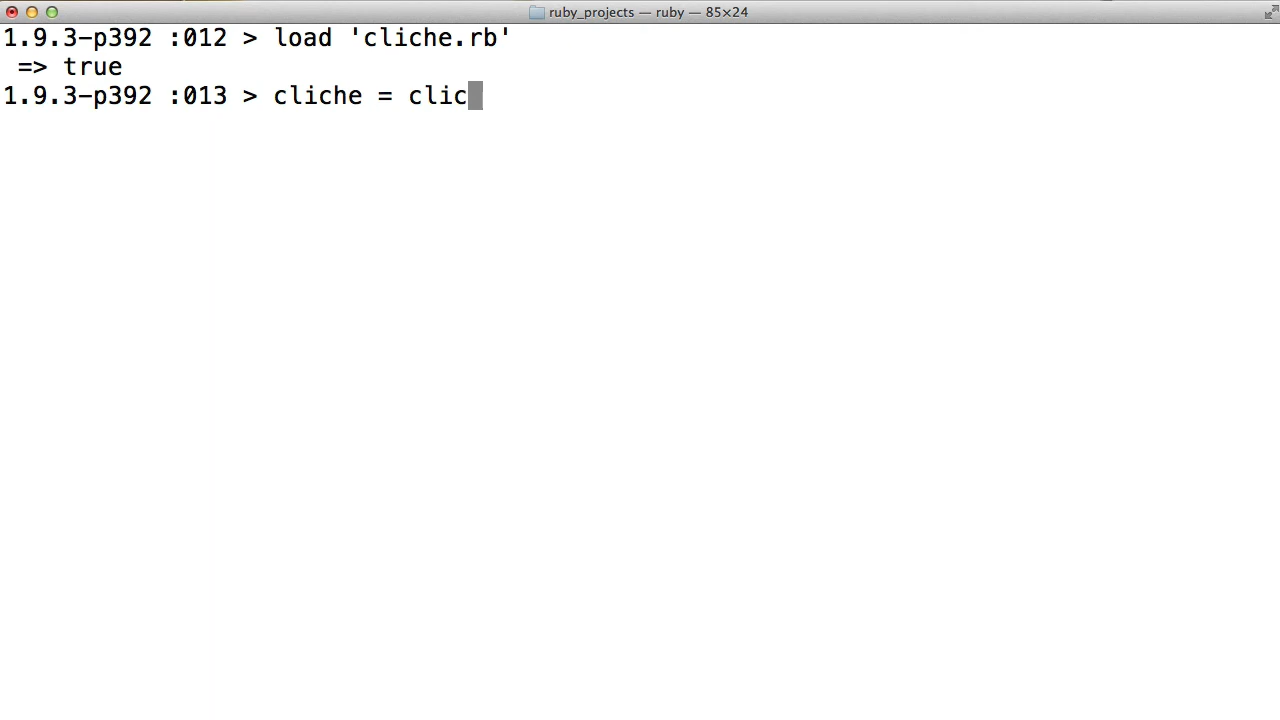 ruby_projects — ruby — 85×24
1.9.3-p392 :012 > load 'cliche.rb'
 => true
1.9.3-p392 :013 > cliche = clic